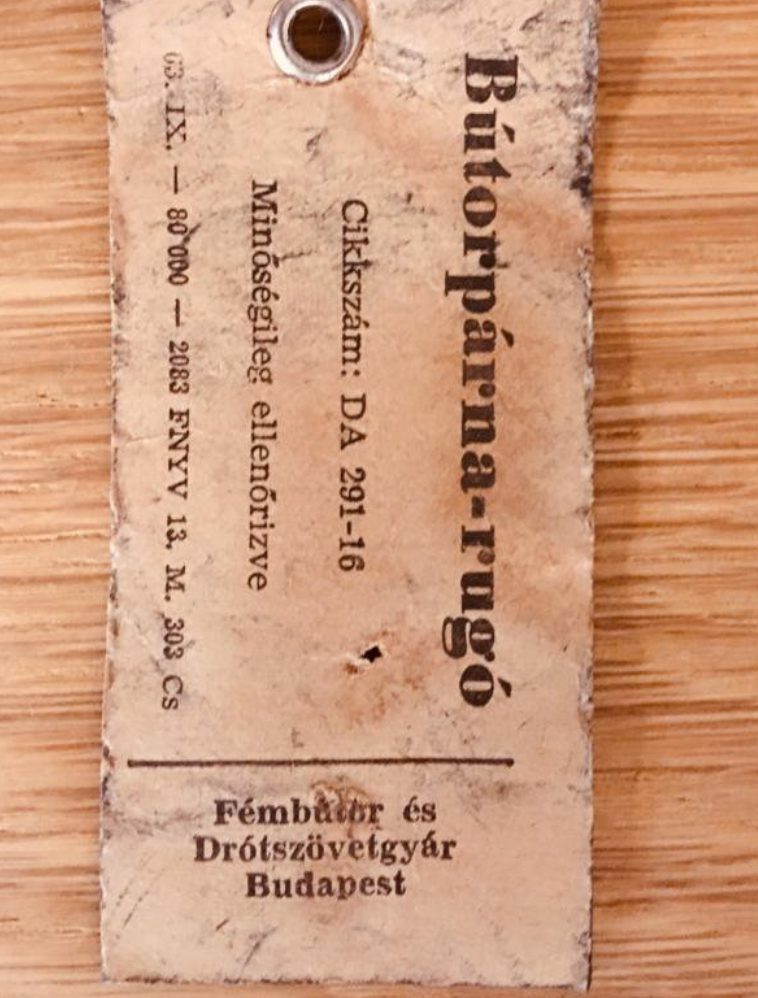 Bútorpárna-rugó
Cikkszám: DA 291-16
Minőségileg ellenőrizve
63. IX. — 80 000 — 2083 FNYV 13. M. 303 Cs
Fémbútor és
Drótszövetgyár
Budapest